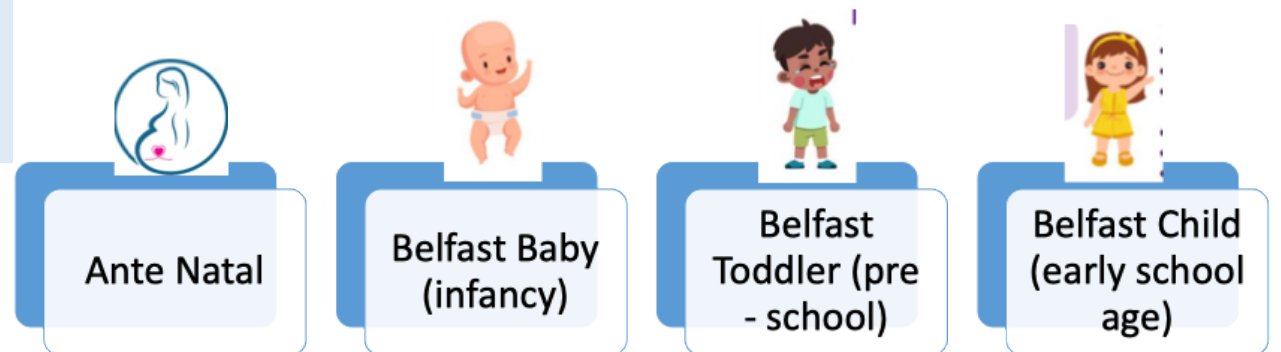 Ante Natal
Belfast Baby
(infancy)
Belfast
Toddler (pre
- school)
Belfast Child
(early school
age)